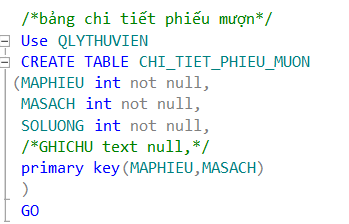 /*bảng chi tiết phiếu mượn*/
Use QLYTHUVIEN
CREATE TABLE CHI_TIET_PHIEU_MUON
(MAPHIEU int not null,
MASACH int not null,
SOLUONG int not null,
/*GHICHU text null,*/
primary key(MAPHIEU,MASACH)
)
GO